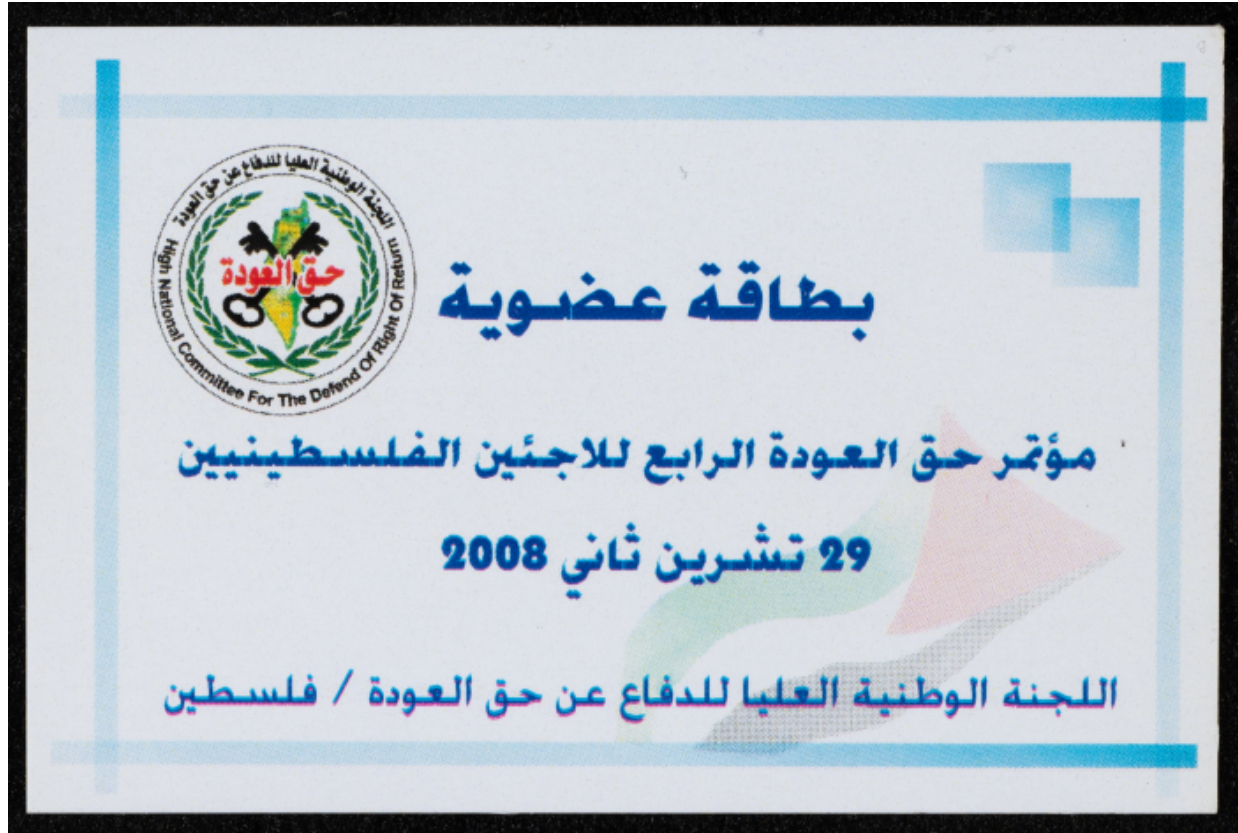 اللجنة الوطنية العليا للدفاع عن حق العودة
حق العودة
High National Committee For The Defend Of Right Of Return
بطاقة عضوية
مؤتمر حق العودة الرابع للاجئين الفلسطينيين
29 تشرين ثاني 2008
اللجنة الوطنية العليا للدفاع عن حق العودة / فلسطين